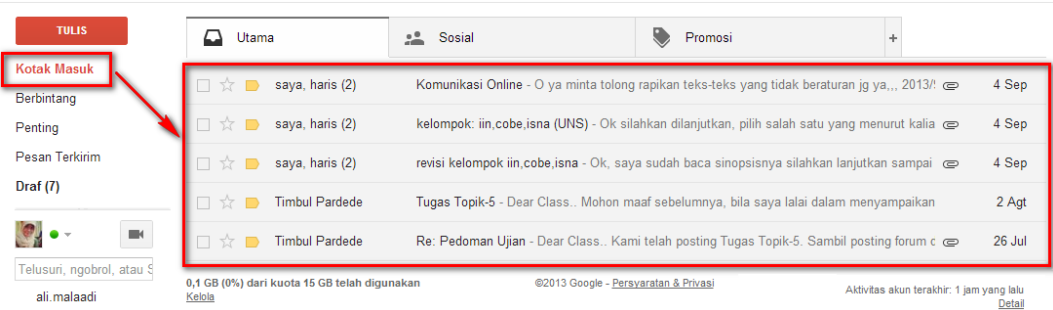 TULIS
Utama
Sosial
Promosi
+
Kotak Masuk
Berbintang
Penting
Pesan Terkirim
Draf (7)
saya, haris (2) Komunikasi Online - O ya minta tolong rapikan teks-teks yang tidak beraturan jg ya,,, 2013/ 4 Sep
saya, haris (2) kelompok: iin,cobe,isna (UNS) - Ok silahkan dilanjutkan, pilih salah satu yang menurut kalia 4 Sep
saya, haris (2) revisi kelompok iin,cobe,isna - Ok, saya sudah baca sinopsisnya silahkan lanjutkan sampai 4 Sep
Timbul Pardede Tugas Topik-5 - Dear Class.. Mohon maaf sebelumnya, bila saya lalai dalam menyampaikan 2 Agt
Timbul Pardede Re: Pedoman Ujian - Dear Class.. Kami telah posting Tugas Topik-5. Sambil posting forum 26 Jul
Telusuri, ngobrol, atau
ali.malaadi
0,1 GB (0%) dari kuota 15 GB telah digunakan
Kelola
©2013 Google - Persyaratan & Privasi
Aktivitas akun terakhir: 1 jam yang lalu
Detail